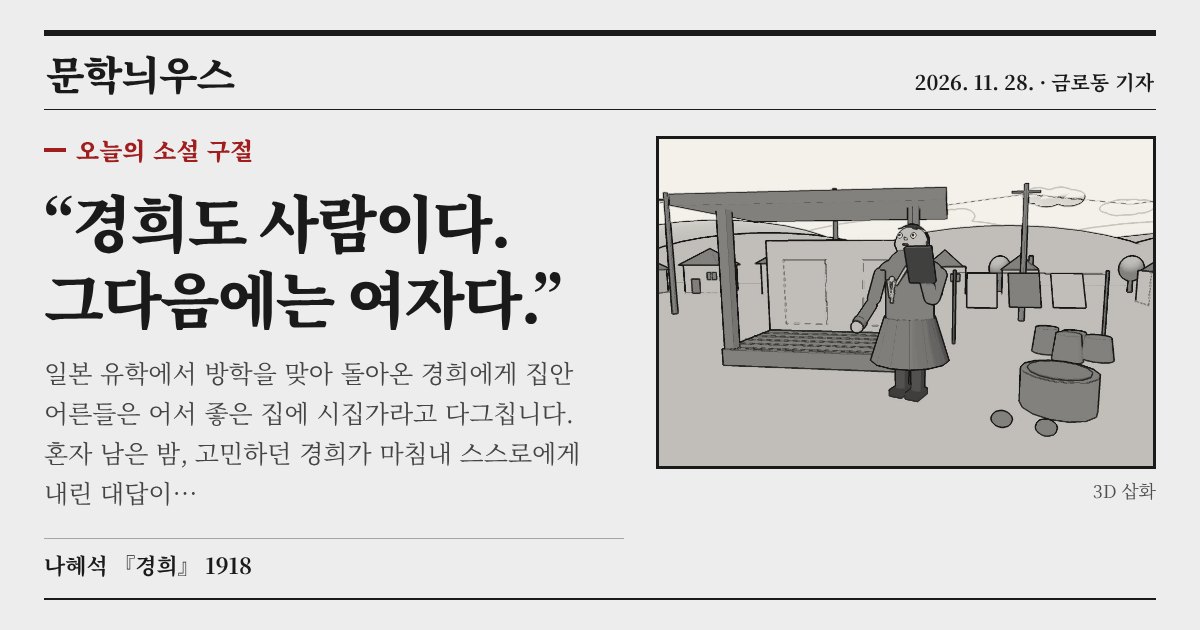 문학늬우스
2026. 11. 28. · 금로동 기자
오늘의 소설 구절
“경희도 사람이다.
그다음에는 여자다.”
일본 유학에서 방학을 맞아 돌아온 경희에게 집안
어른들은 어서 좋은 집에 시집가라고 다그칩니다.
혼자 남은 밤, 고민하던 경희가 마침내 스스로에게
내린 대답이…
3D 삽화
나혜석 『경희』 1918